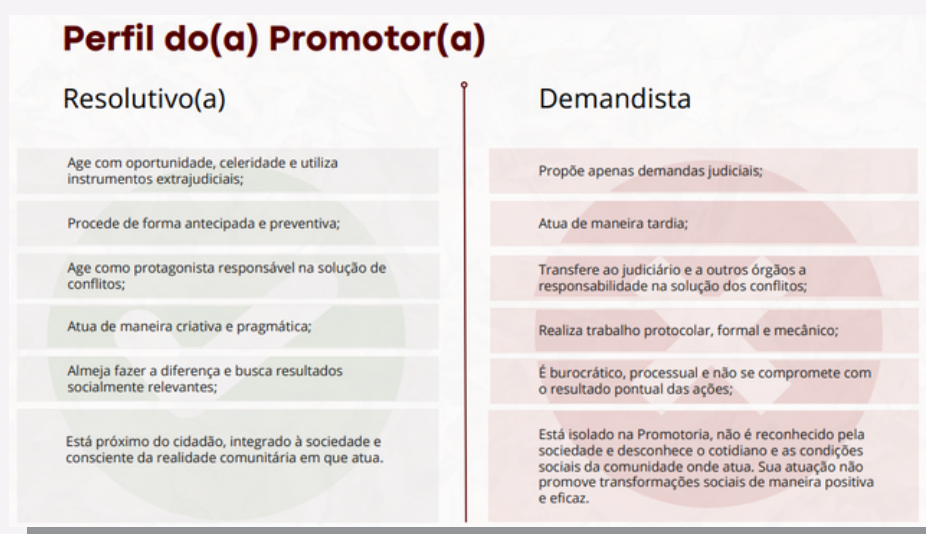 Perfil do(a) Promotor(a)
Resolutivo(a)
Age com oportunidade, celeridade e utiliza
instrumentos extrajudiciais;
Procede de forma antecipada e preventiva;
Age como protagonista responsável na solução de
conflitos;
Atua de maneira criativa e pragmática;
Almeja fazer a diferença e busca resultados
socialmente relevantes;
Está próximo do cidadão, integrado à sociedade e
consciente da realidade comunitária em que atua.
Demandista
Propõe apenas demandas judiciais;
Atua de maneira tardia;
Transfere ao judiciário e a outros órgãos a
responsabilidade na solução dos conflitos;
Realiza trabalho protocolar, formal e mecânico;
É burocrático, processual e não se compromete com
o resultado pontual das ações;
Está isolado na Promotoria, não é reconhecido pela
sociedade e desconhece o cotidiano e as condições
sociais da comunidade onde atua. Sua atuação não
promove transformações sociais de maneira positiva
e eficaz.